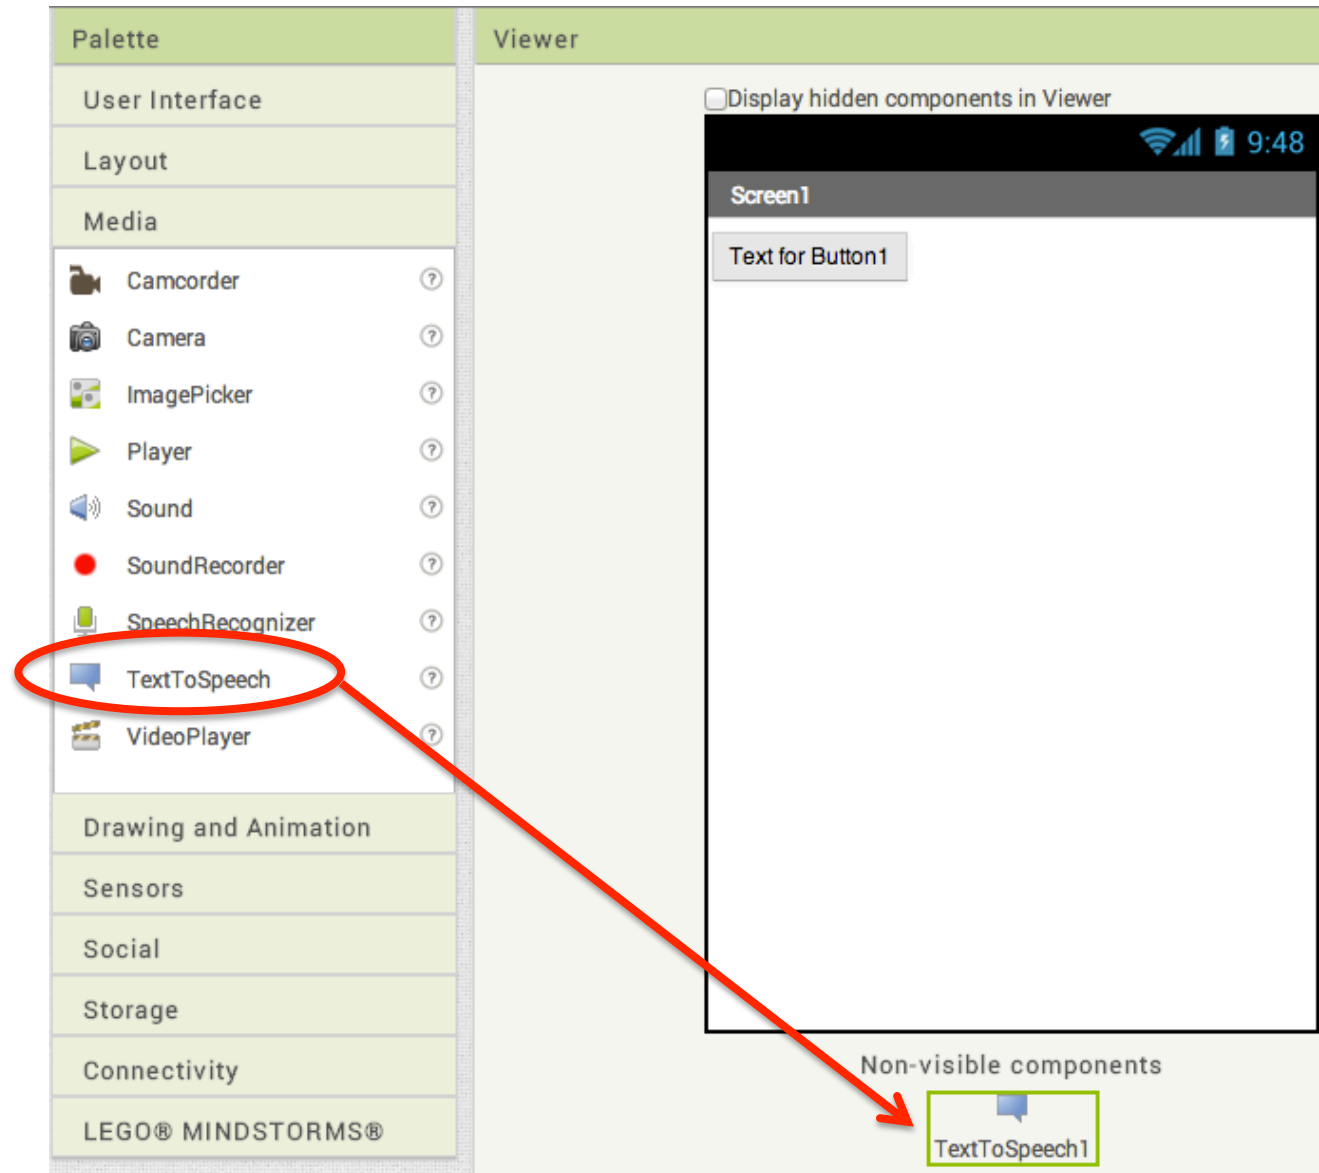 Palette
User Interface
Layout
Media
Camcorder
?
Camera
?
ImagePicker
?
Player
?
Sound
?
SoundRecorder
?
SpeechRecognizer
?
TextToSpeech
?
VideoPlayer
?
Drawing and Animation
Sensors
Social
Storage
Connectivity
LEGO® MINDSTORMS®
Viewer
Display hidden components in Viewer
9:48
Screen1
Text for Button1
Non-visible components
TextToSpeech1